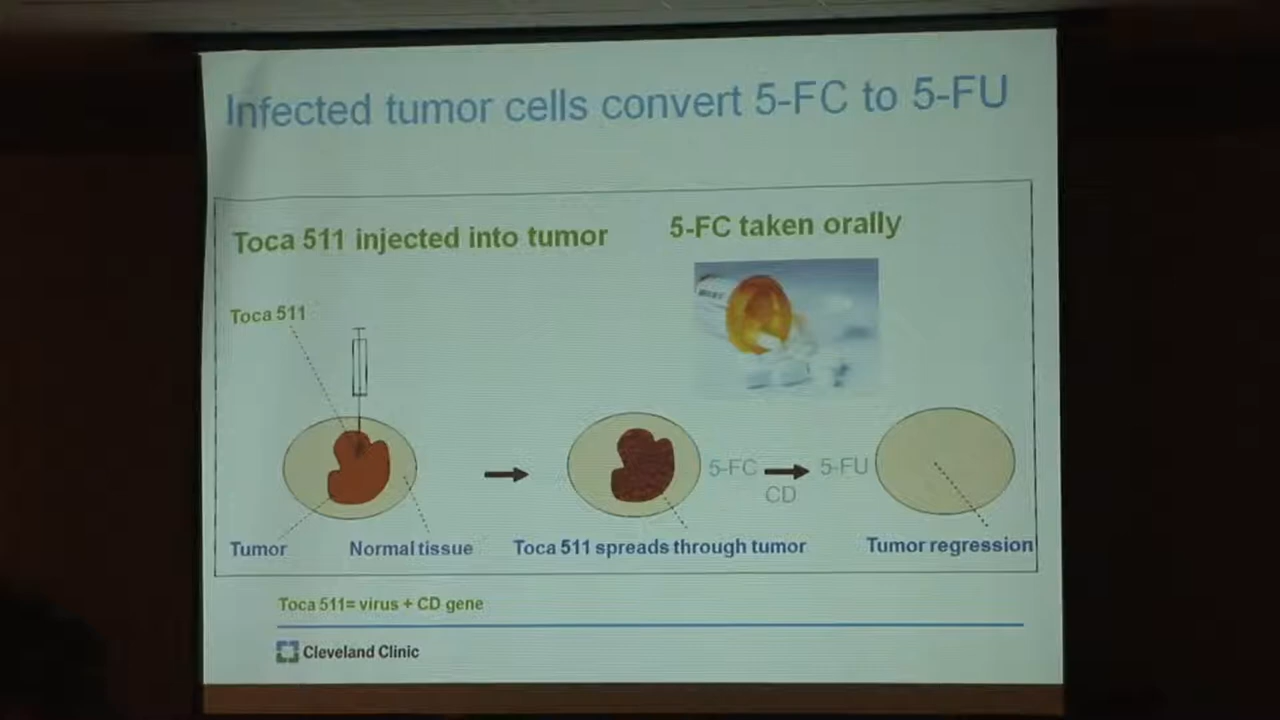 Infected tumor cells convert 5-FC to 5-FU
Toca 511 injected into tumor
5-FC taken orally
Toca 511
5-FC
5-FU
CD
Tumor
Normal tissue
Toca 511 spreads through tumor
Tumor regression
Toca 511= virus + CD gene
Cleveland Clinic